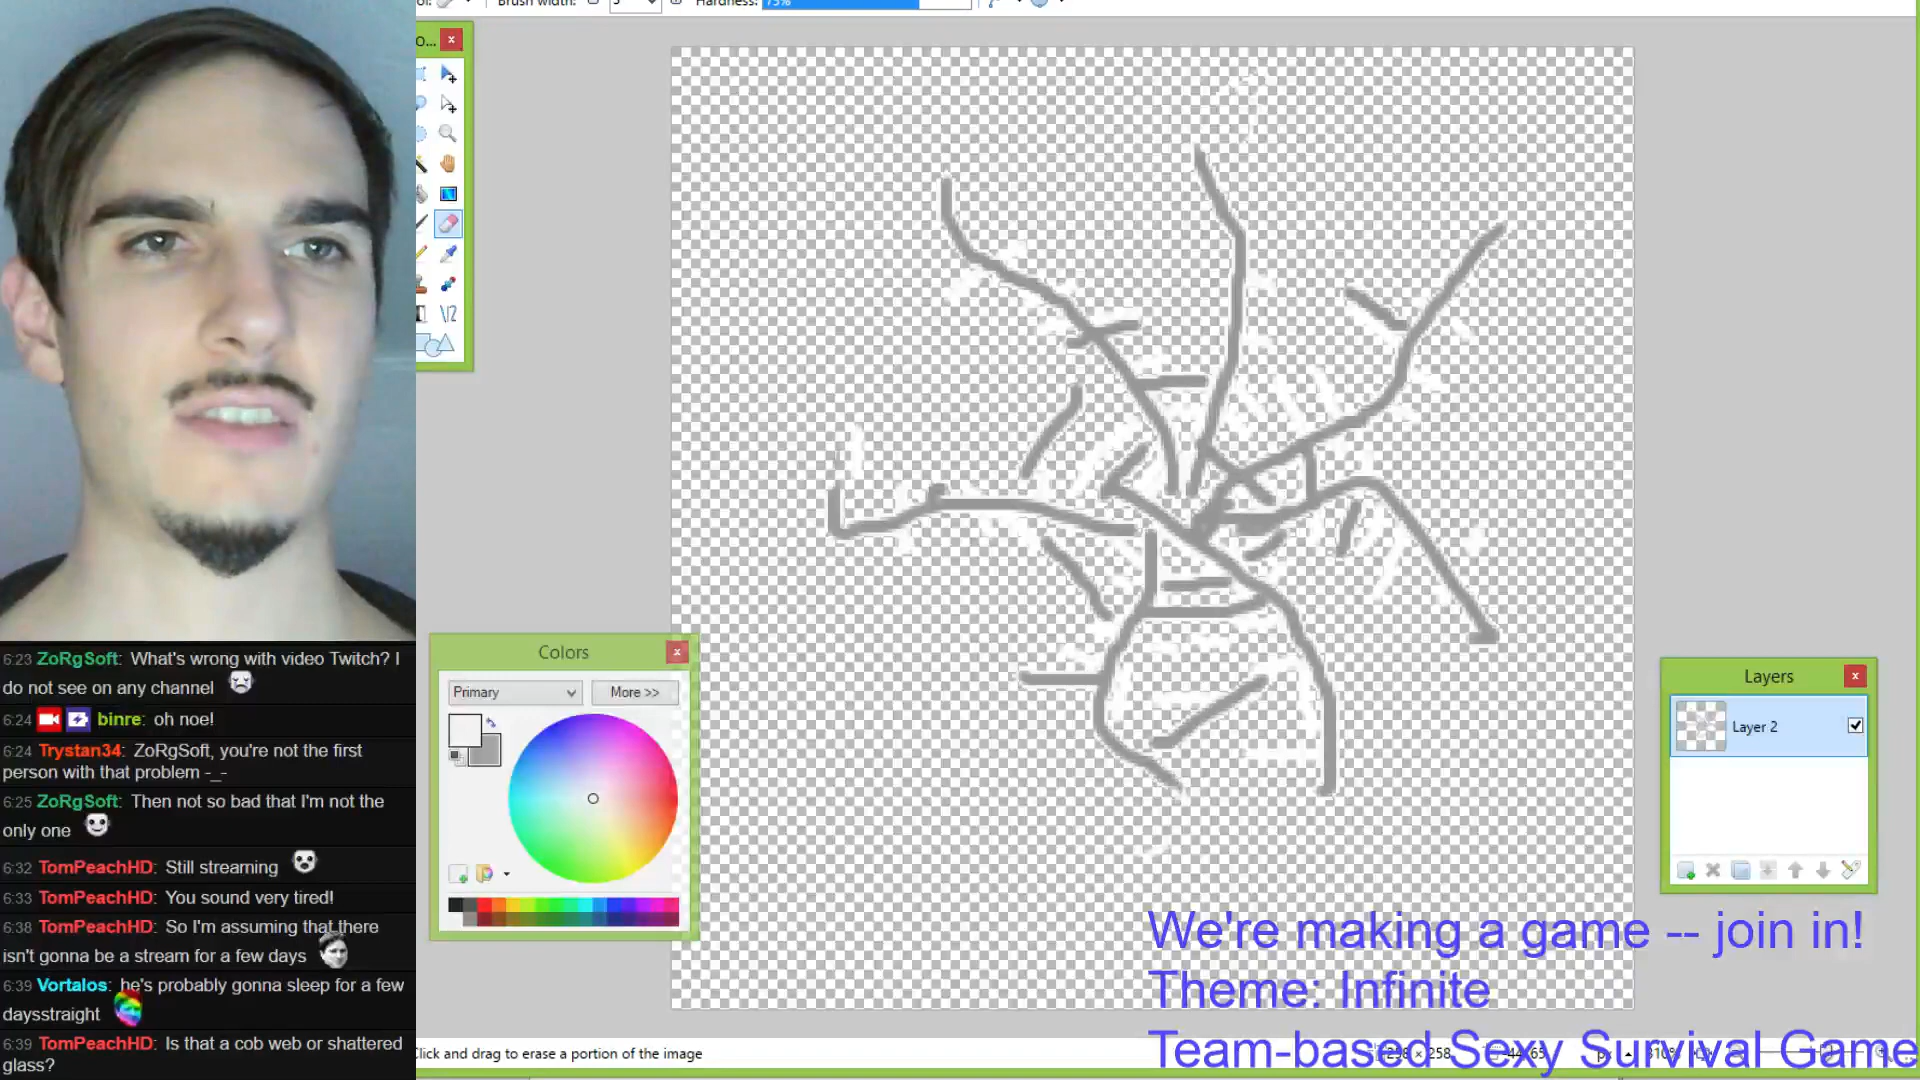 Brush width:
Hardness:
75%
Colors
Primary
More >>
Layers
Layer 2
6:23 ZoRgSoft: What's wrong with video Twitch? I
do not see on any channel
6:24 binre: oh noe!
6:24 Trystan34: ZoRgSoft, you're not the first
person with that problem -_-
6:25 ZoRgSoft: Then not so bad that I'm not the
only one
6:32 TomPeachHD: Still streaming
6:33 TomPeachHD: You sound very tired!
6:38 TomPeachHD: So I'm assuming that there
isn't gonna be a stream for a few days
6:39 Vortalos: he's probably gonna sleep for a few
daysstraight
6:39 TomPeachHD: Is that a cob web or shattered
glass?
We're making a game -- join in!
Theme: Infinite
Team-based Sexy Survival Game
Click and drag to erase a portion of the image